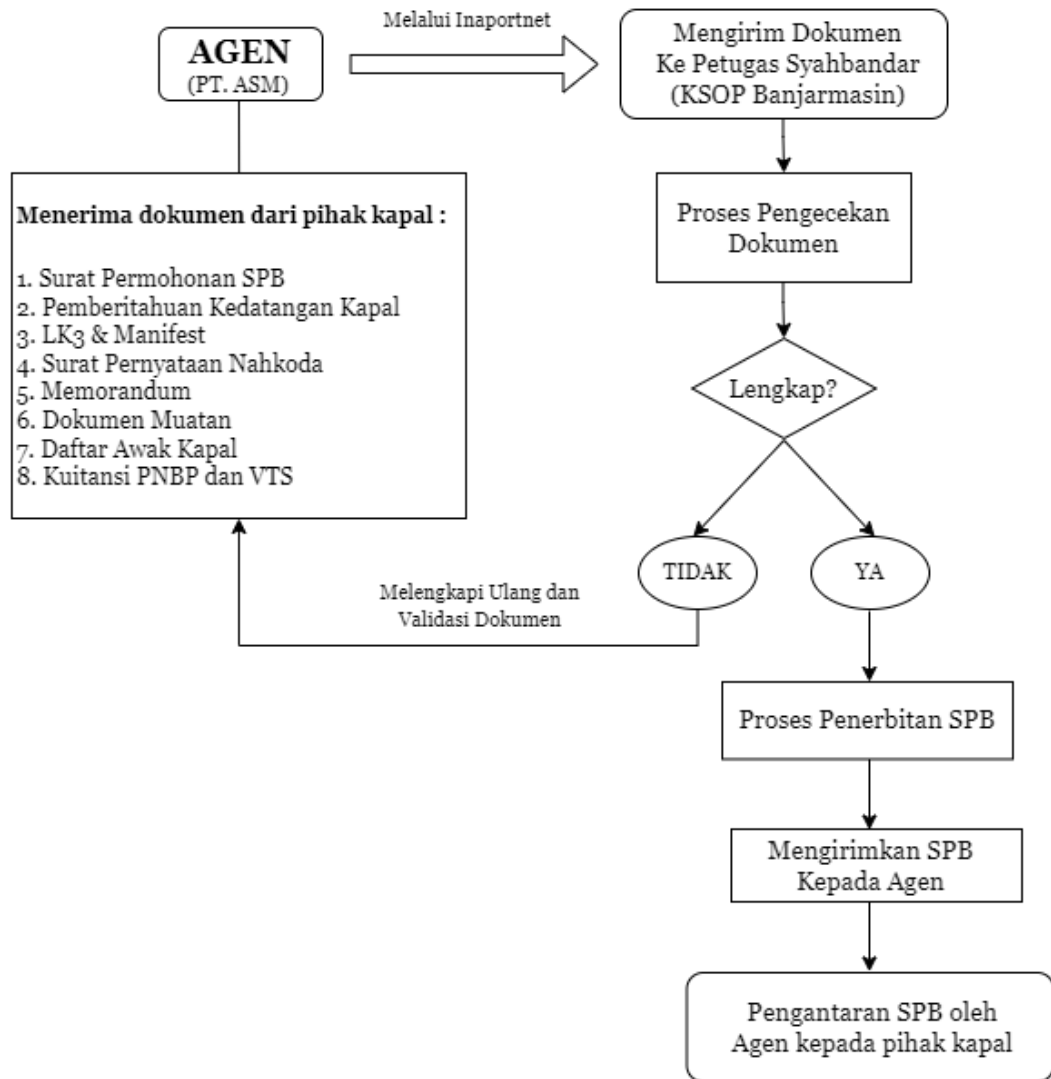 AGEN
(PT. ASM)
Melalui Inaportnet
Mengirim Dokumen
Ke Petugas Syahbandar
(KSOP Banjarmasin)
Menerima dokumen dari pihak kapal :
1. Surat Permohonan SPB
2. Pemberitahuan Kedatangan Kapal
3. LK3 & Manifest
4. Surat Pernyataan Nahkoda
5. Memorandum
6. Dokumen Muatan
7. Daftar Awak Kapal
8. Kuitansi PNBP dan VTS
Proses Pengecekan
Dokumen
Lengkap?
TIDAK
YA
Melengkapi Ulang dan
Validasi Dokumen
Proses Penerbitan SPB
Mengirimkan SPB
Kepada Agen
Pengantaran SPB oleh
Agen kepada pihak kapal